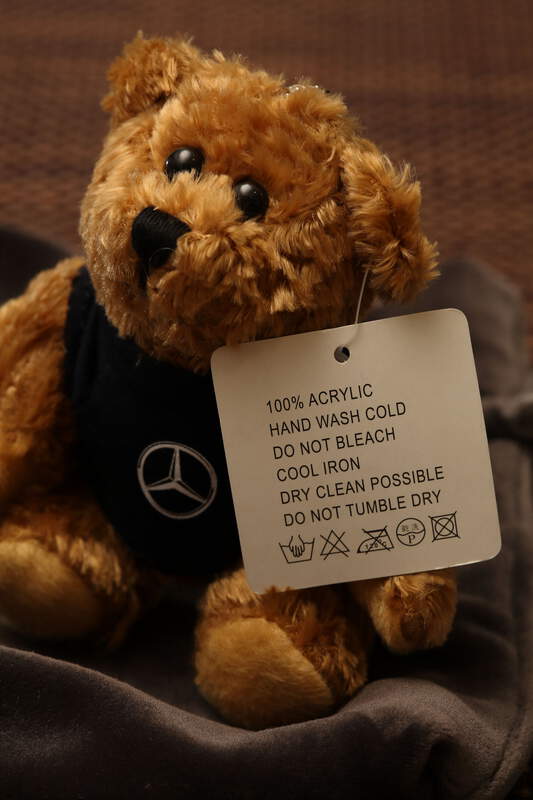 100% ACRYLIC
HAND WASH COLD
DO NOT BLEACH
COOL IRON
DRY CLEAN POSSIBLE
DO NOT TUMBLE DRY
P